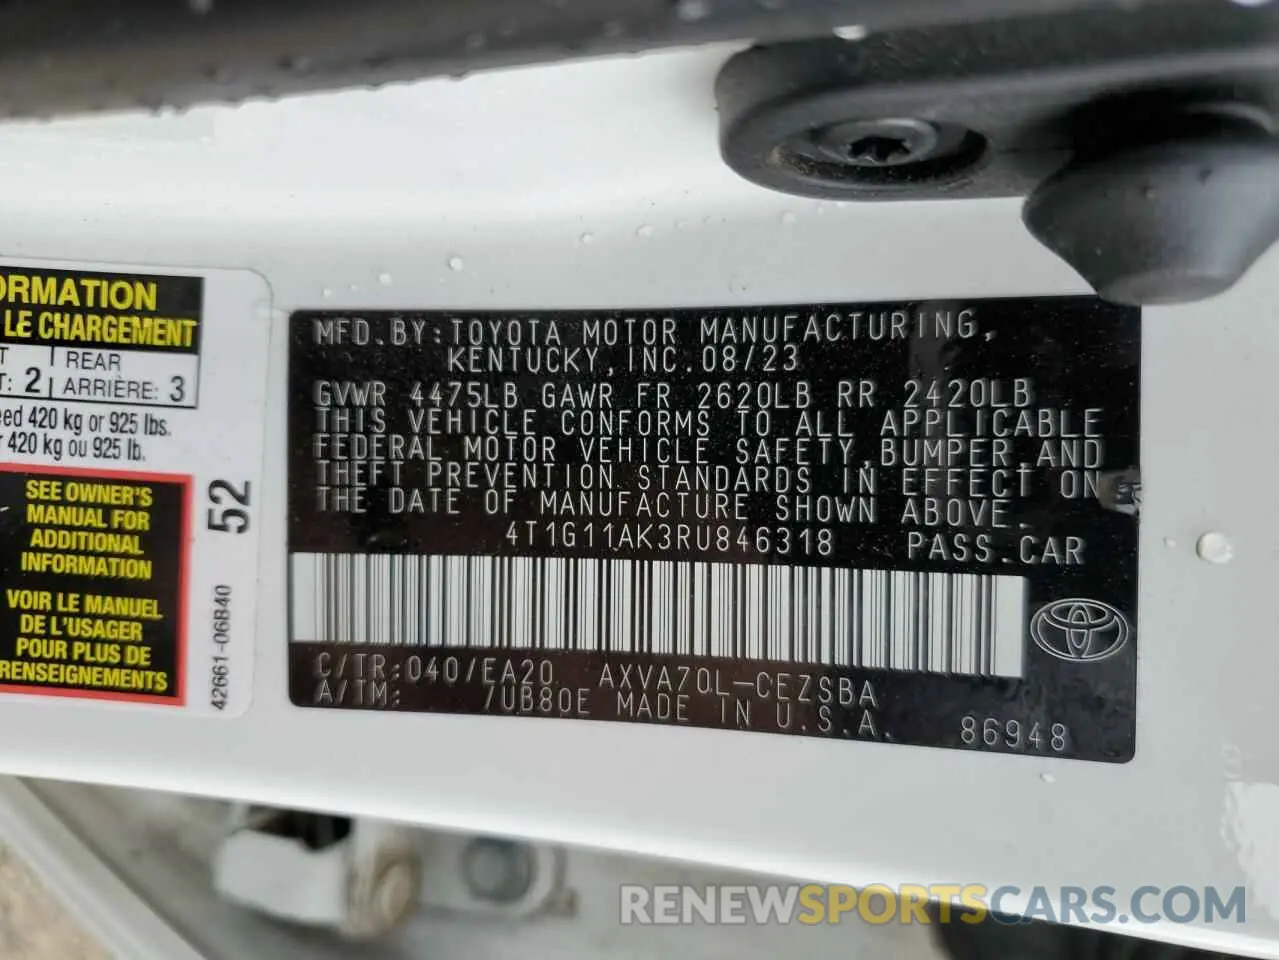 ORMATION
LE CHARGEMENT
T: 2 REAR
ARRIÈRE: 3
eed 420 kg or 925 lbs.
r 420 kg ou 925 lb.
SEE OWNER'S
MANUAL FOR
ADDITIONAL
INFORMATION
VOIR LE MANUEL
DE L'USAGER
POUR PLUS DE
RENSEIGNEMENTS
52
42661-06B40
MFD.BY:TOYOTA MOTOR MANUFACTURING,
KENTUCKY,INC.08/23
GVWR 4475LB GAWR FR 2620LB RR 2420LB
THIS VEHICLE CONFORMS TO ALL APPLICABLE
FEDERAL MOTOR VEHICLE SAFETY,BUMPER,AND
THEFT PREVENTION STANDARDS IN EFFECT ON
THE DATE OF MANUFACTURE SHOWN ABOVE.
4T1G11AK3RU846318 PASS.CAR
C/TR:040/EA20 AXVA70L-CEZSBA
A/TM: 7UB80E MADE IN U.S.A.
86948
RENEWSPORTSCARS.COM